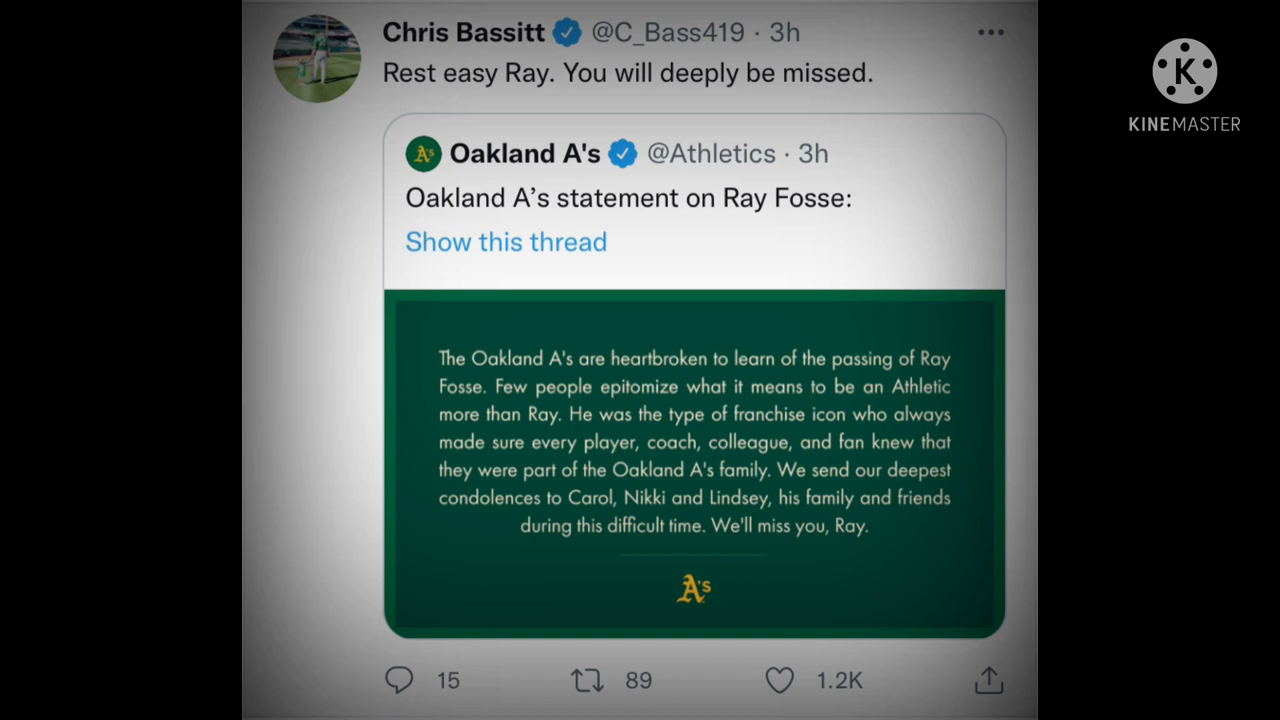 Chris Bassitt @C_Bass419 · 3h
Rest easy Ray. You will deeply be missed.
A's Oakland A's @Athletics · 3h
Oakland A’s statement on Ray Fosse:
Show this thread
The Oakland A's are heartbroken to learn of the passing of Ray
Fosse. Few people epitomize what it means to be an Athletic
more than Ray. He was the type of franchise icon who always
made sure every player, coach, colleague, and fan knew that
they were part of the Oakland A's family. We send our deepest
condolences to Carol, Nikki and Lindsey, his family and friends
during this difficult time. We'll miss you, Ray.
A's
15 89 1.2K
K
KINEMASTER